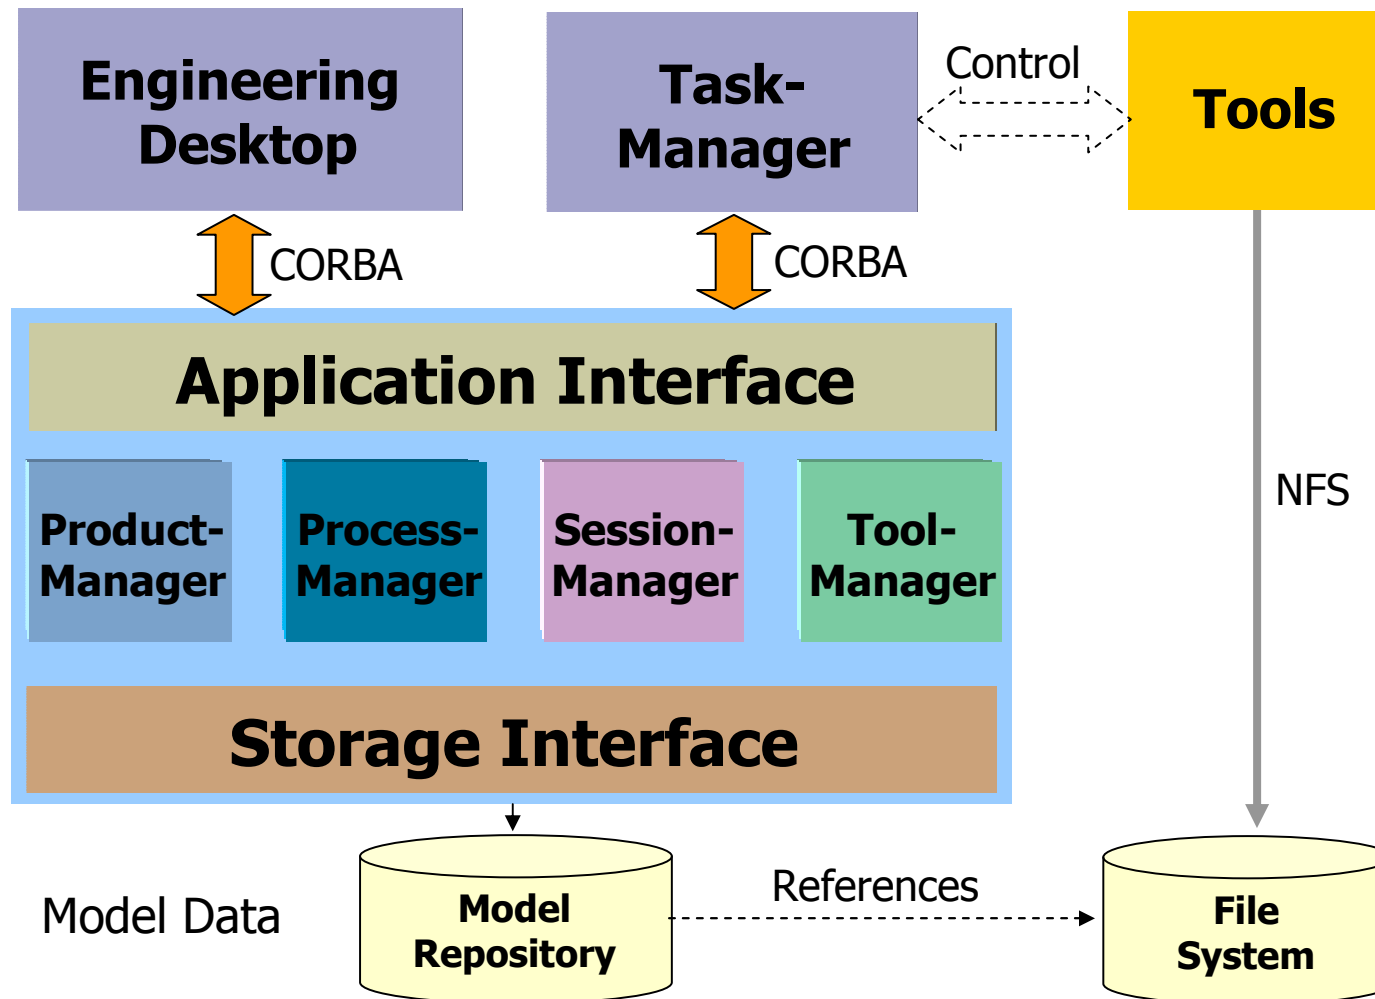 Engineering
Desktop
Task-
Manager
Control
Tools
CORBA
CORBA
Application Interface
Product-
Manager
Process-
Manager
Session-
Manager
Tool-
Manager
NFS
Storage Interface
Model Data
Model
Repository
References
File
System